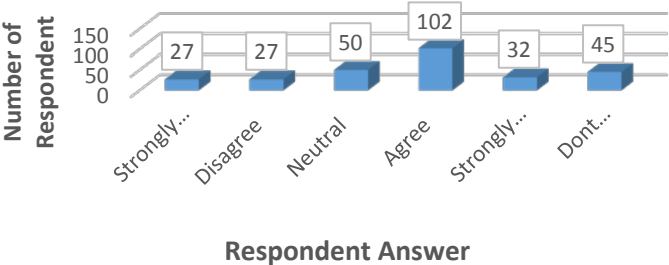 Number of
Respondent
150
100
50
0
27
27
50
102
32
45
Strongly...
Disagree
Neutral
Agree
Strongly...
Dont...
Respondent Answer